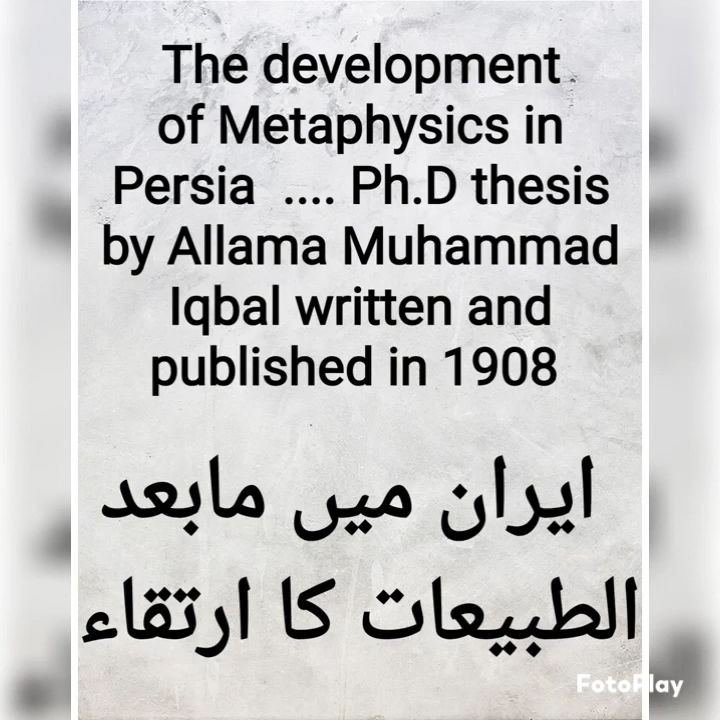 The development
of Metaphysics in
Persia .... Ph.D thesis
by Allama Muhammad
Iqbal written and
published in 1908
ایران میں مابعد
الطبیعات کا ارتقاء
FotoPlay